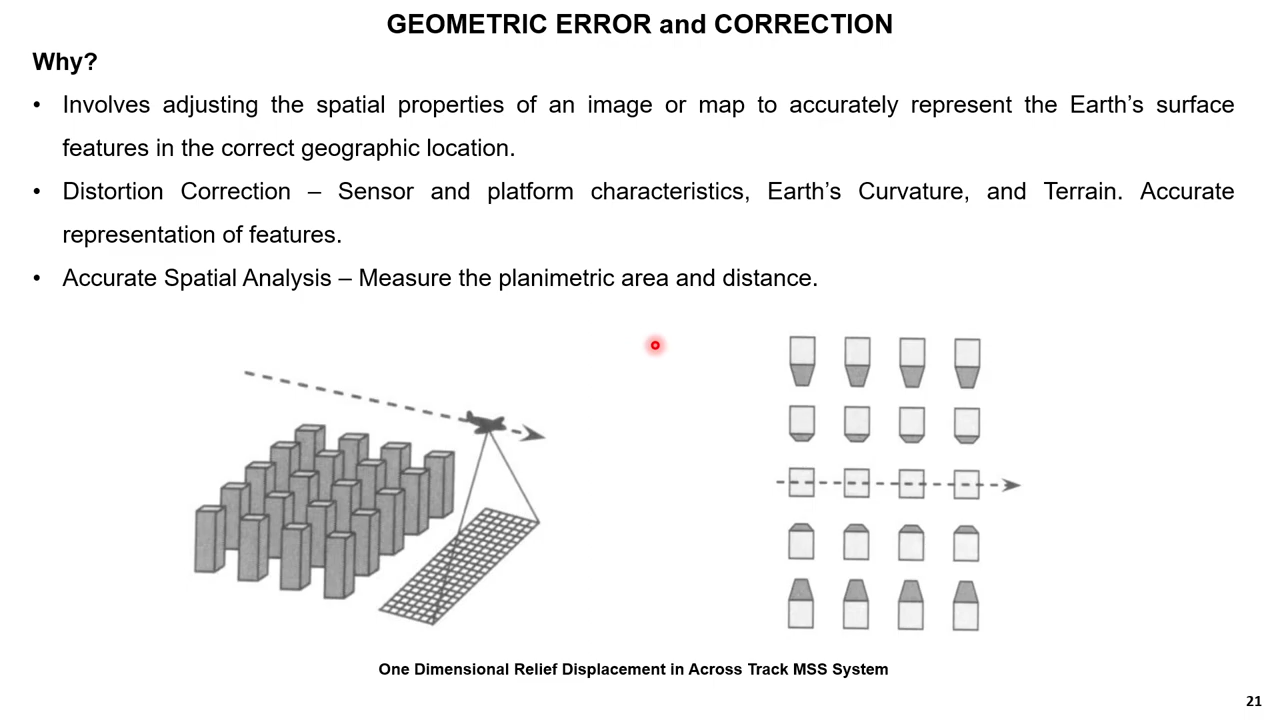 GEOMETRIC ERROR and CORRECTION
Why?
• Involves adjusting the spatial properties of an image or map to accurately represent the Earth’s surface
features in the correct geographic location.
• Distortion Correction – Sensor and platform characteristics, Earth’s Curvature, and Terrain. Accurate
representation of features.
• Accurate Spatial Analysis – Measure the planimetric area and distance.
One Dimensional Relief Displacement in Across Track MSS System
21